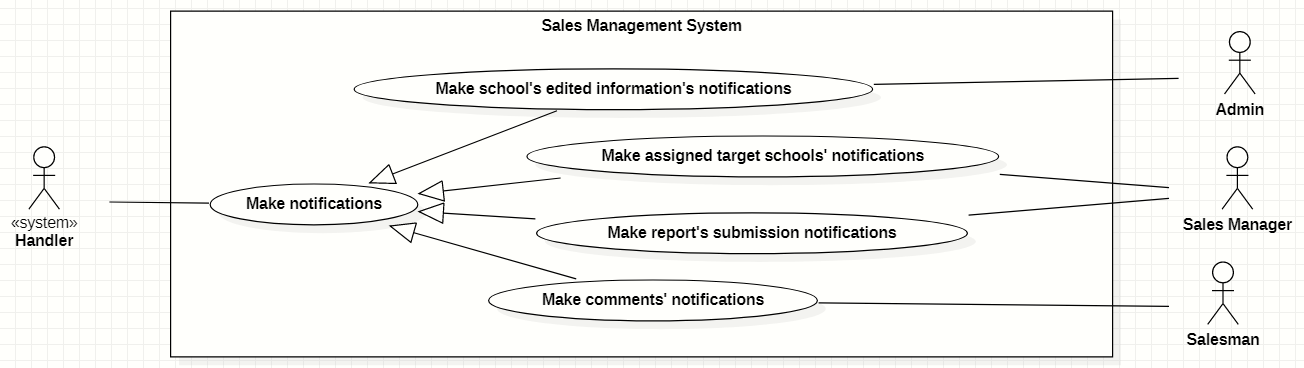 Sales Management System
Make school's edited information's notifications
Admin
Make assigned target schools' notifications
Make notifications
«system»
Handler
Sales Manager
Make report's submission notifications
Make comments' notifications
Salesman